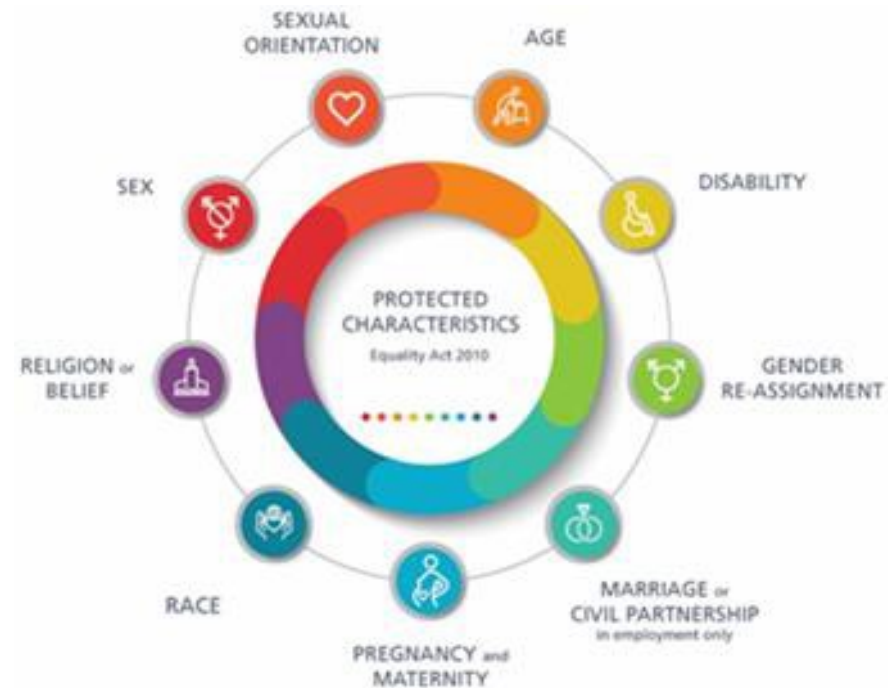 SEXUAL
ORIENTATION
AGE
DISABILITY
GENDER
RE-ASSIGNMENT
MARRIAGE or
CIVIL PARTNERSHIP
in employment only
PREGNANCY and
MATERNITY
RACE
RELIGION or
BELIEF
SEX
PROTECTED
CHARACTERISTICS
Equality Act 2010